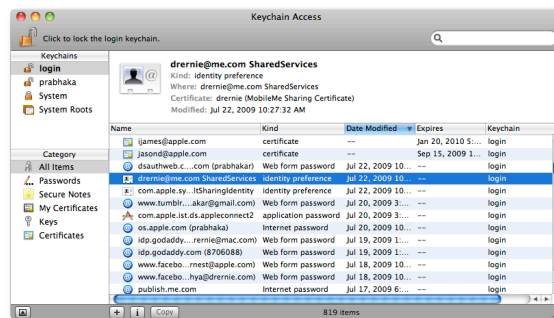 Keychain Access
Click to lock the login keychain.
Keychains
login
prabhaka
System
System Roots
drernie@me.com SharedServices
Kind: identity preference
Where: drernie@me.com SharedServices
Certificate: drernie (MobileMe Sharing Certificate)
Modified: Jul 22, 2009 10:27:32 AM
Name Kind Date Modified Expires Keychain
ijames@apple.com certificate -- Jan 20, 2010 5:... login
jasond@apple.com certificate -- Sep 15, 2009 1... login
dsauthweb.c....com (prabhakar) Web form password Jul 22, 2009 10... -- login
drernie@me.com SharedServices identity preference Jul 22, 2009 10... -- login
com.apple.sy...ltSharingIdentity identity preference Jul 22, 2009 10... -- login
www.tumblr....akar@gmail.com) Web form password Jul 20, 2009 3:... -- login
com.apple.ist.ds.appleconnect2 application password Jul 20, 2009 3:... -- login
os.apple.com (prabhaka) Internet password Jul 20, 2009 10... -- login
idp.godaddy....rernie@mac.com) Web form password Jul 19, 2009 1:... -- login
idp.godaddy.com (8706088) Web form password Jul 19, 2009 1:... -- login
www.facebo...rnest@apple.com) Web form password Jul 18, 2009 10... -- login
www.facebo...hya@drernie.com) Web form password Jul 18, 2009 10... -- login
publish.me.com Internet password Jul 17, 2009 6:... -- login
Category
All Items
Passwords
Secure Notes
My Certificates
Keys
Certificates
Copy
819 items